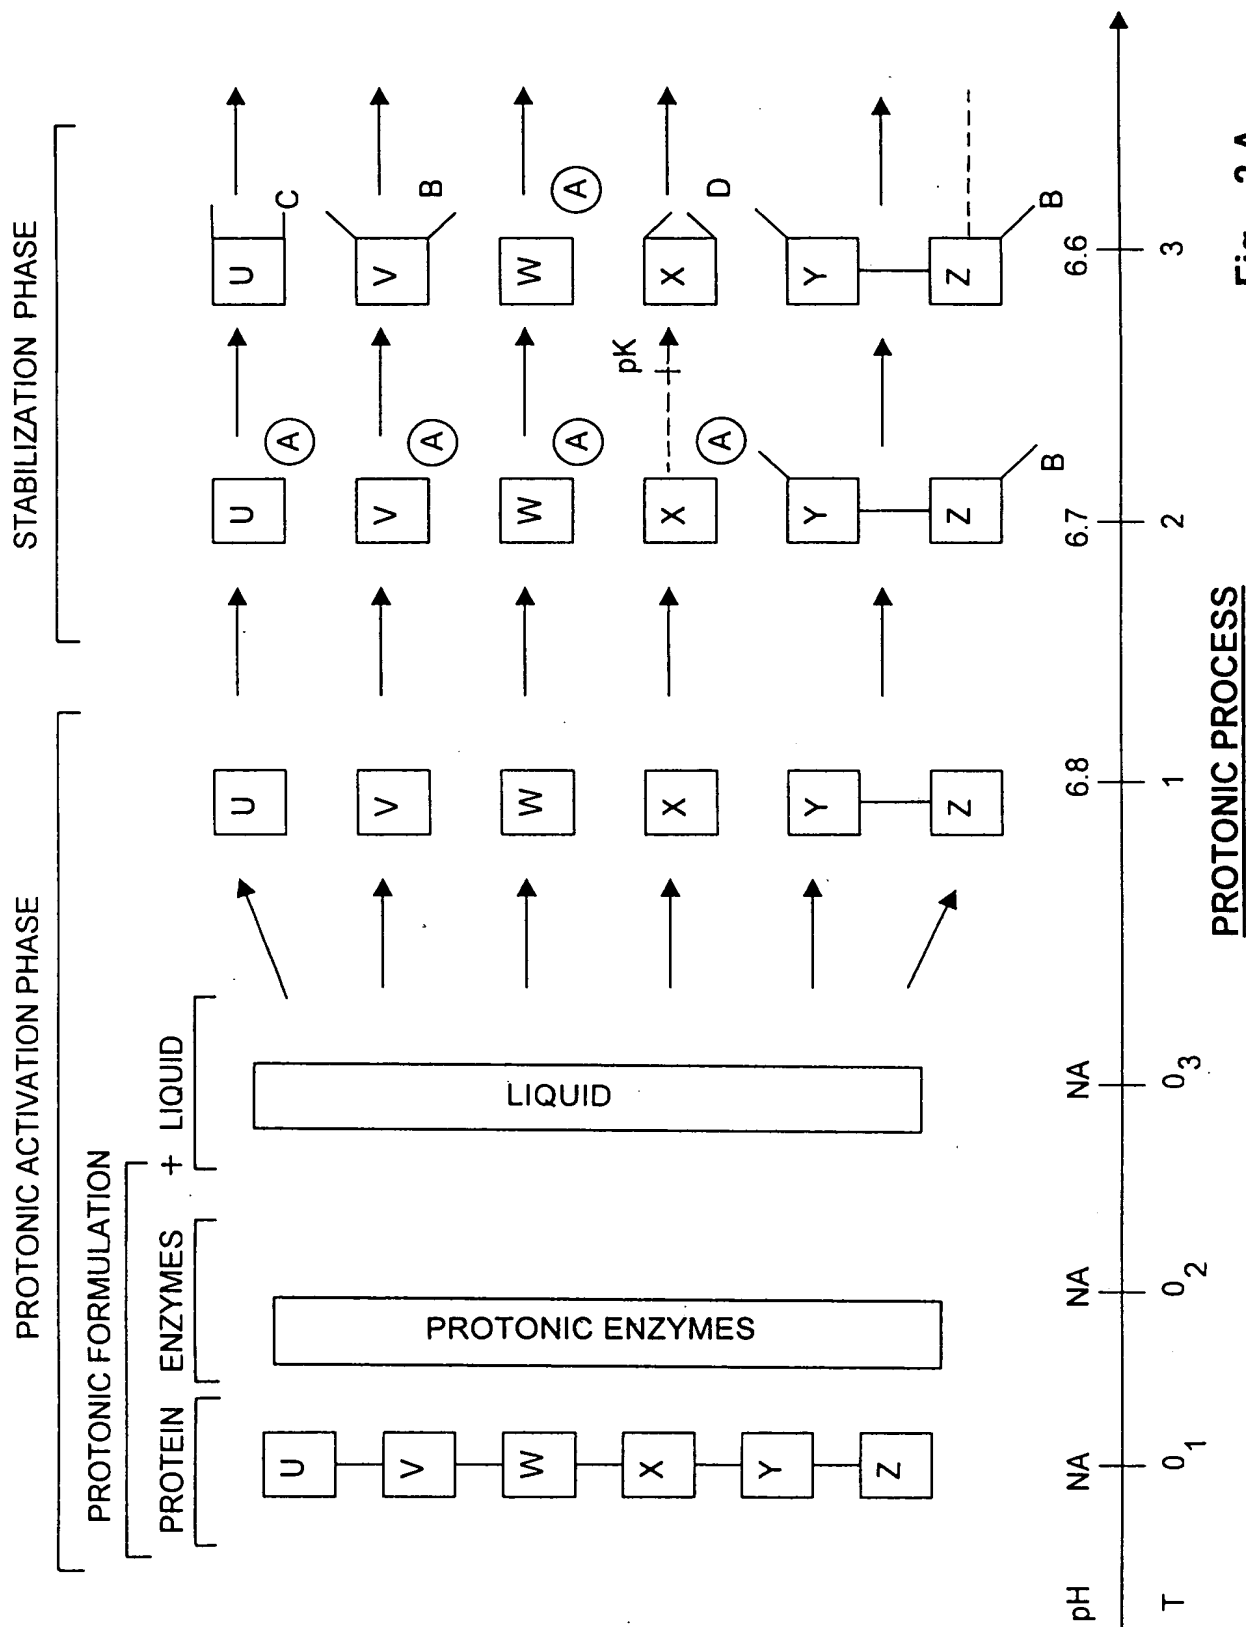 PROTONIC ACTIVATION PHASE
STABILIZATION PHASE
PROTONIC FORMULATION
PROTEIN ENZYMES + LIQUID
U
V
W
X
Y
Z
PROTONIC ENZYMES
LIQUID
U
V
W
X
Y
Z
U
A
V
A
W
A
X
A
pK
Y
Z
B
U
C
V
B
W
A
X
D
Y
Z
B
pH NA NA NA 6.8 6.7 6.6
T 01 02 03 1 2 3
PROTONIC PROCESS